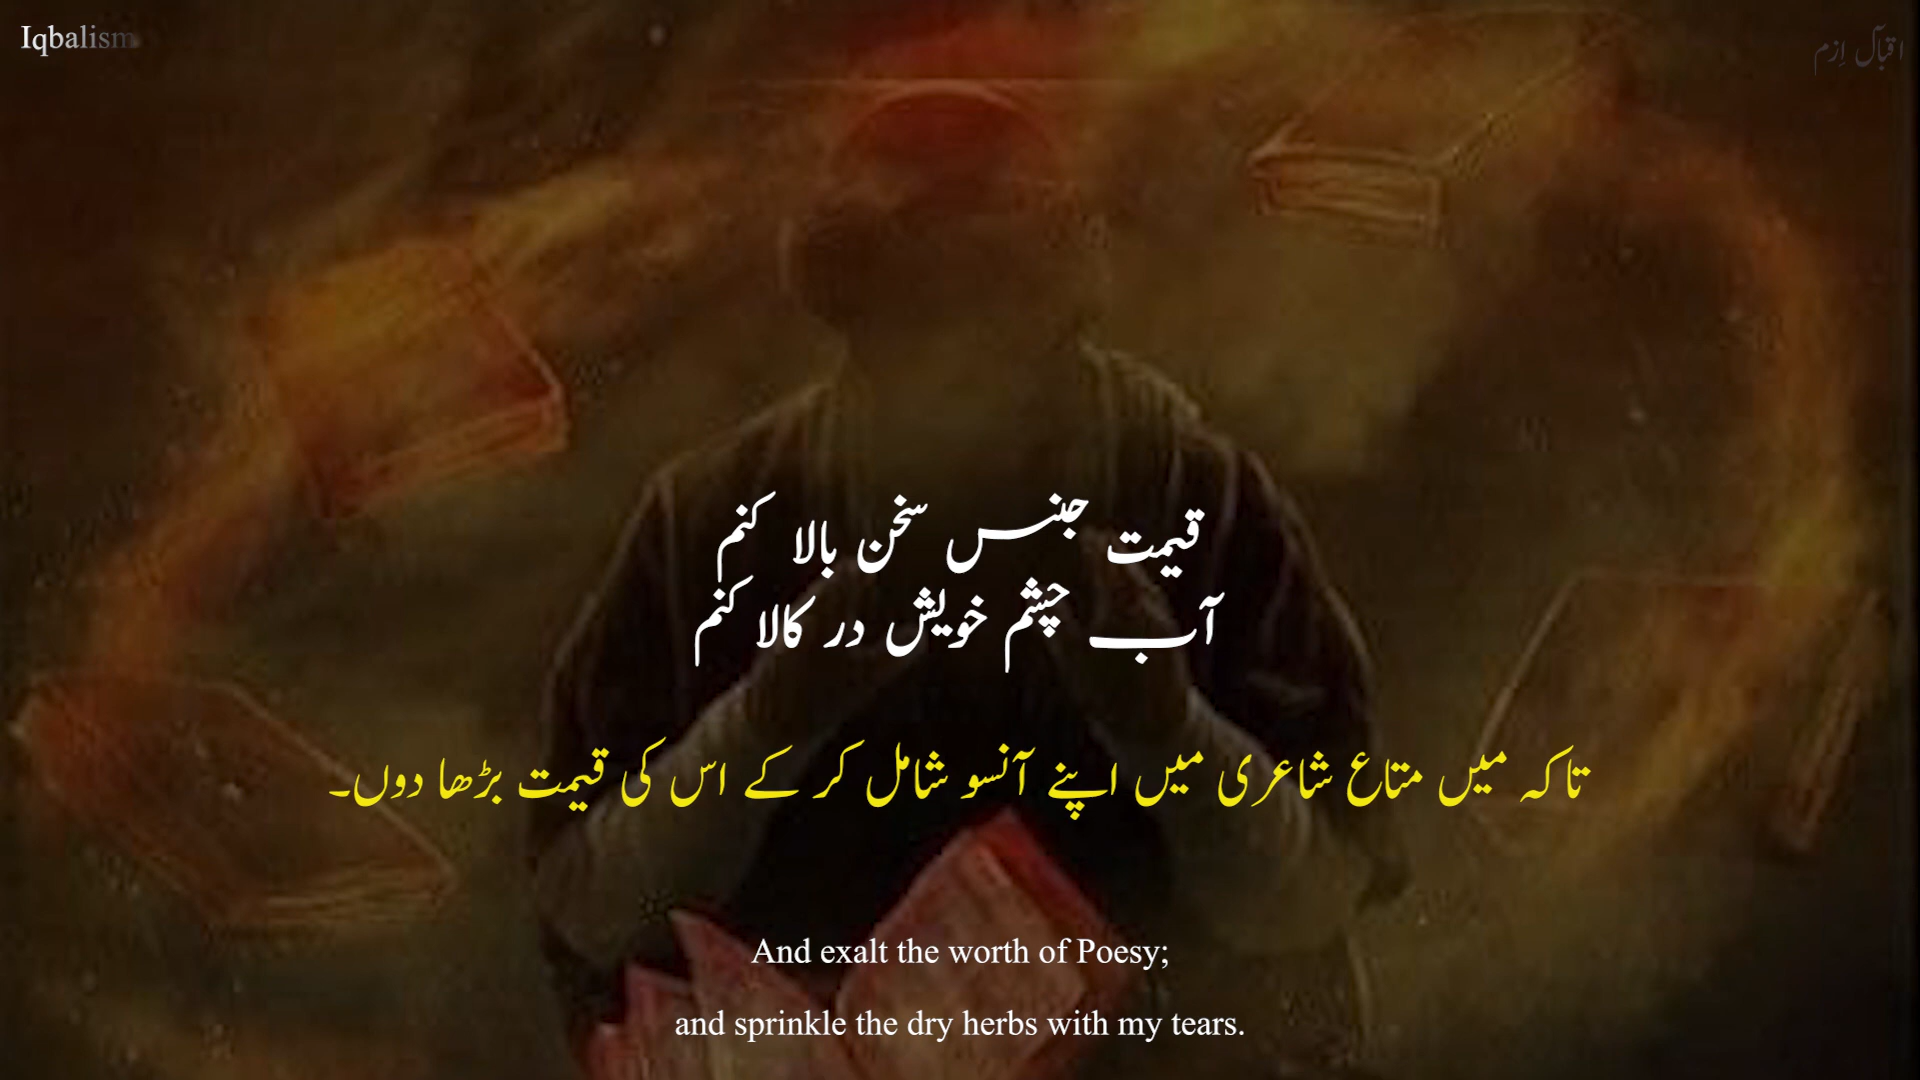 Iqbalism
اقبال اِزم
قیمت جنس سخن بالا کنم
آب چشم خویش در کالا کنم
تاکہ میں متاع شاعری میں اپنے آنسو شامل کر کے اس کی قیمت بڑھا دوں۔
And exalt the worth of Poesy;
and sprinkle the dry herbs with my tears.